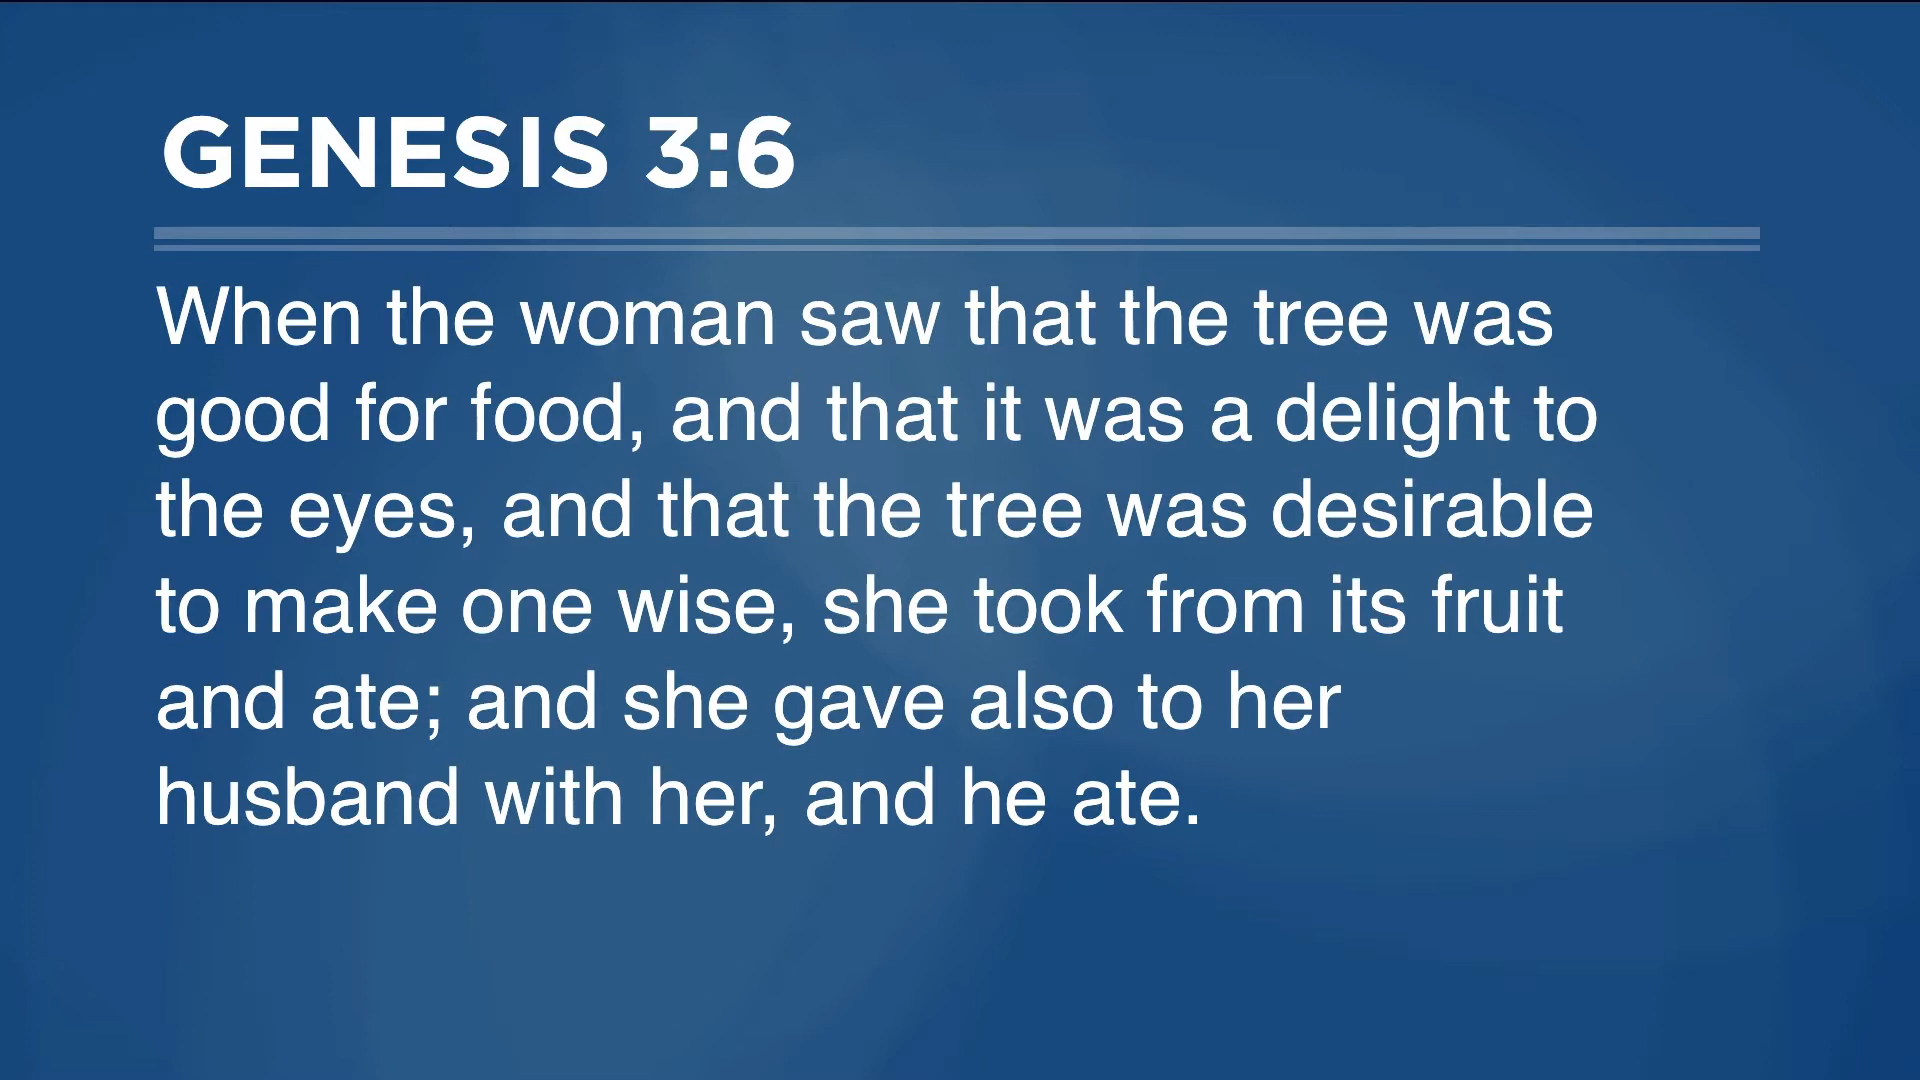 GENESIS 3:6
When the woman saw that the tree was
good for food, and that it was a delight to
the eyes, and that the tree was desirable
to make one wise, she took from its fruit
and ate; and she gave also to her
husband with her, and he ate.